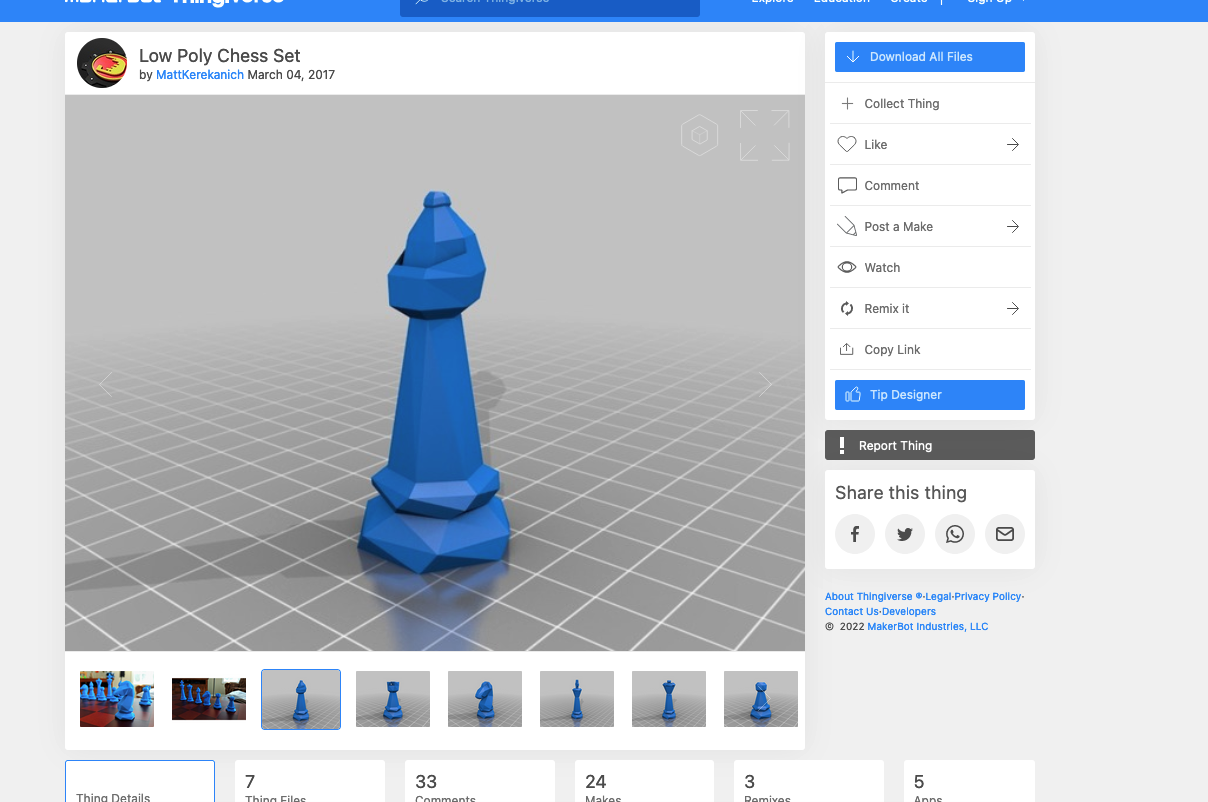 MakerBot Thingiverse
Search Thingiverse
Explore Education Create Sign Up
Low Poly Chess Set
by MattKerekanich March 04, 2017
Download All Files
Collect Thing
Like
Comment
Post a Make
Watch
Remix it
Copy Link
Tip Designer
Report Thing
Share this thing
About Thingiverse ®·Legal·Privacy Policy·
Contact Us·Developers
© 2022 MakerBot Industries, LLC
Thing Details
7
Thing Files
33
Comments
24
Makes
3
Remixes
5
Apps